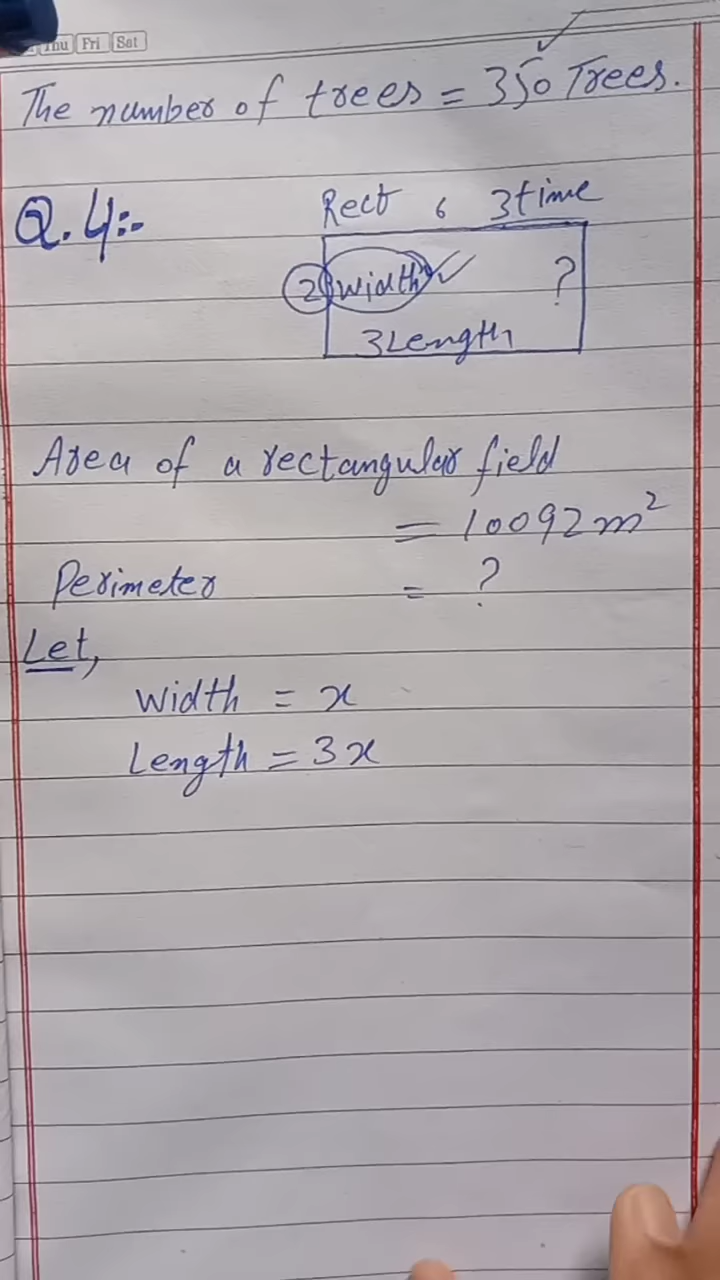 Thu Fri Sat
The number of trees = 350 Trees.
Q.4:-
Rect 6 3time
2 width ?
3Length
Area of a rectangular field
= 10092 m²
Perimeter = ?
Let,
Width = x
Length = 3x